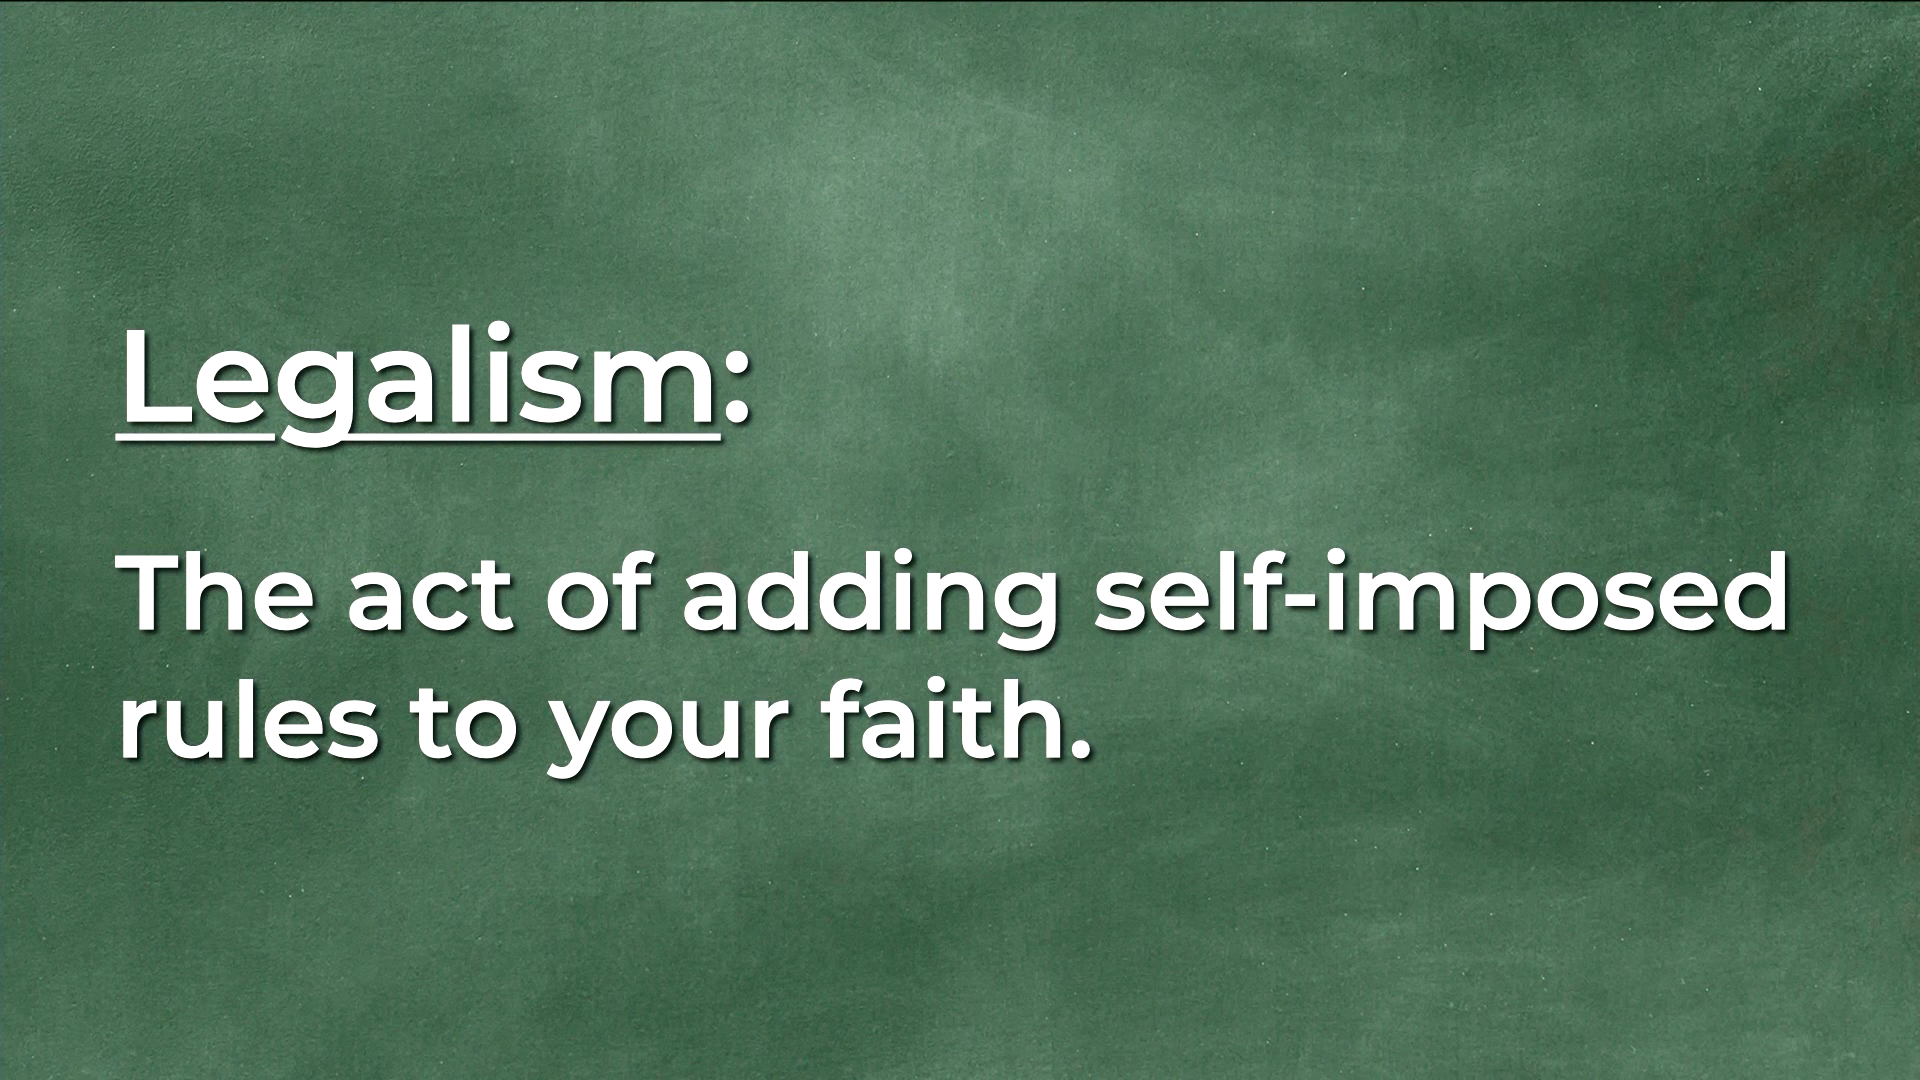 Legalism:
The act of adding self-imposed
rules to your faith.